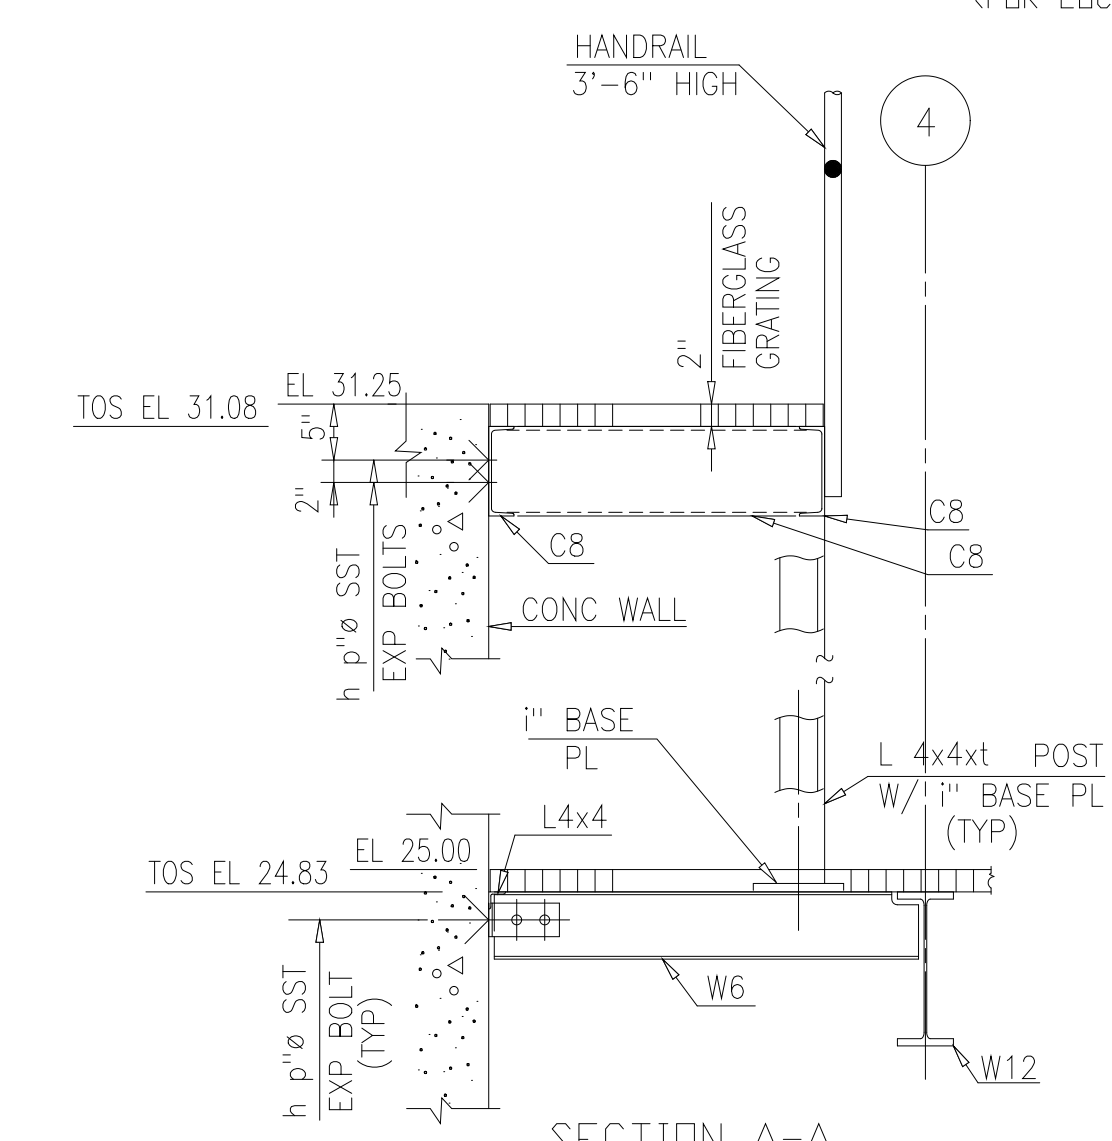 HANDRAIL
3'-6" HIGH
4
2"
FIBERGLASS
GRATING
EL 31.25
TOS EL 31.08
5"
2"
h p"ø SST
EXP BOLTS
C8
C8
C8
CONC WALL
i" BASE
PL
L 4x4xt POST
W/ i" BASE PL
(TYP)
L4x4
EL 25.00
TOS EL 24.83
h p"ø SST
EXP BOLT
(TYP)
W6
W12
SECTION A-A